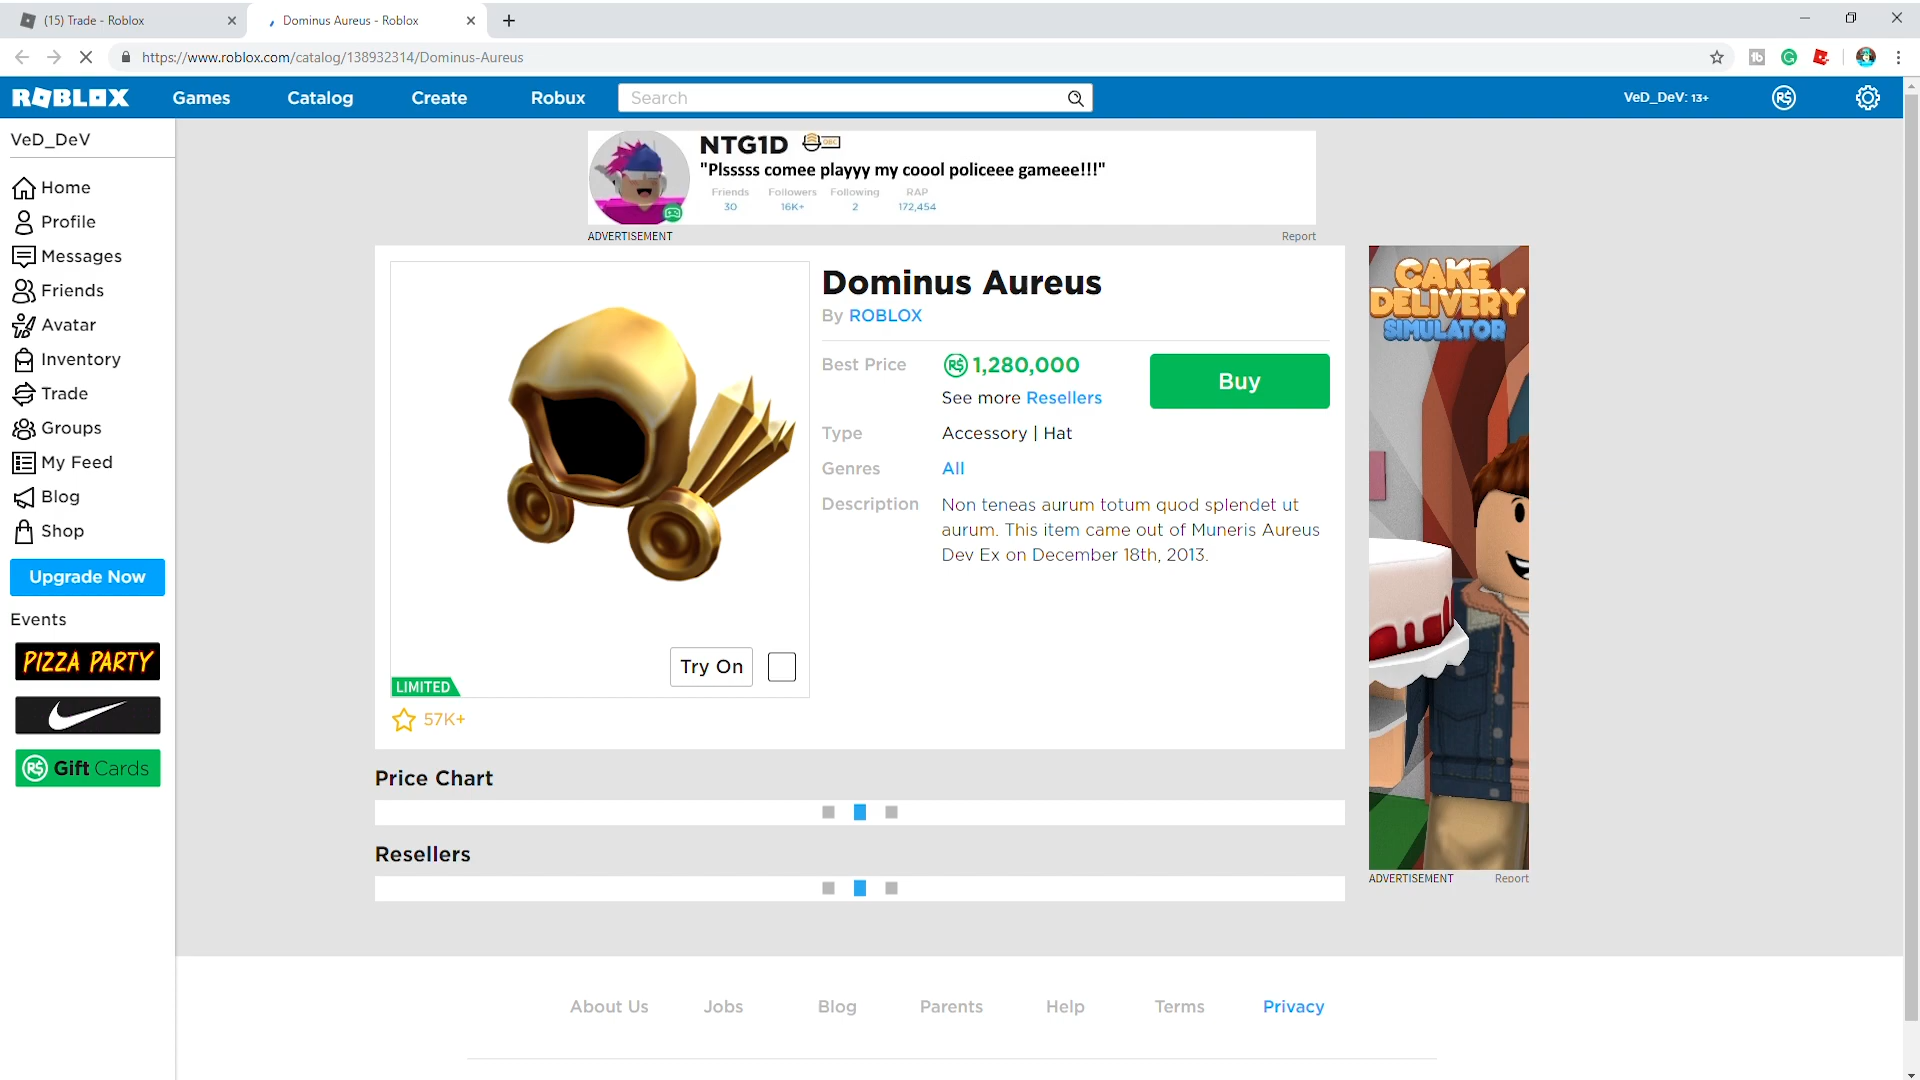 (15) Trade - Roblox
Dominus Aureus - Roblox
https://www.roblox.com/catalog/138932314/Dominus-Aureus
ROBLOX
Games
Catalog
Create
Robux
Search
VeD_DeV: 13+
VeD_DeV
Home
Profile
Messages
Friends
Avatar
Inventory
Trade
Groups
My Feed
Blog
Shop
Upgrade Now
Events
PIZZA PARTY
R$ Gift Cards
NTG1D OBC
"Plsssss comee playyy my coool policeee gameee!!!"
Friends Followers Following RAP
30 16K+ 2 172,454
ADVERTISEMENT Report
Dominus Aureus
By ROBLOX
Best Price R$ 1,280,000
See more Resellers
Buy
Type Accessory | Hat
Genres All
Description Non teneas aurum totum quod splendet ut
aurum. This item came out of Muneris Aureus
Dev Ex on December 18th, 2013.
Try On
LIMITED
57K+
Price Chart
Resellers
CAKE
DELIVERY
SIMULATOR
ADVERTISEMENT Report
About Us Jobs Blog Parents Help Terms Privacy